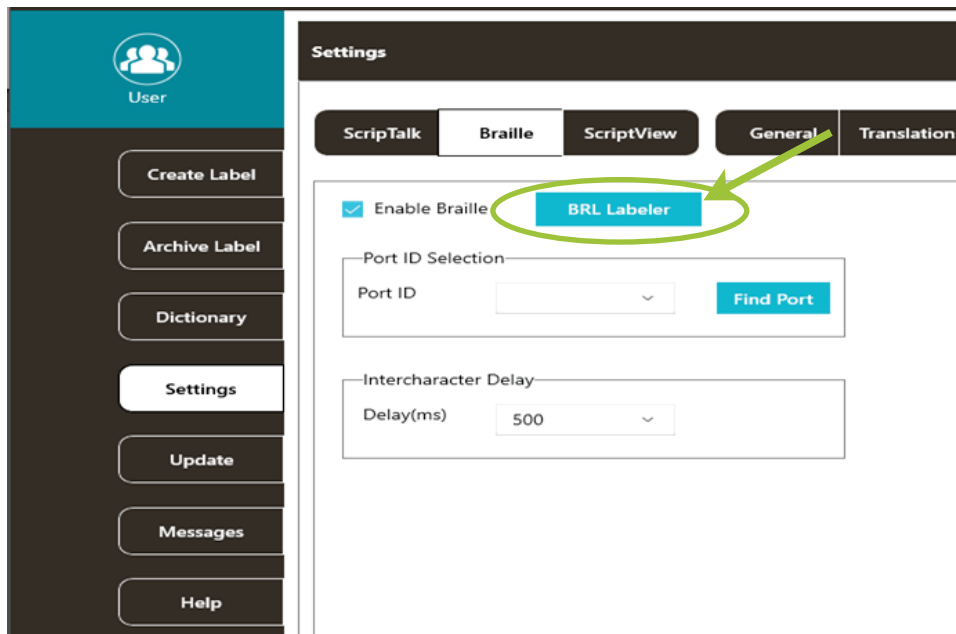 User
Create Label
Archive Label
Dictionary
Settings
Update
Messages
Help
Settings
ScripTalk Braille ScriptView General Translation
Enable Braille BRL Labeler
Port ID Selection
Port ID Find Port
Intercharacter Delay
Delay(ms) 500